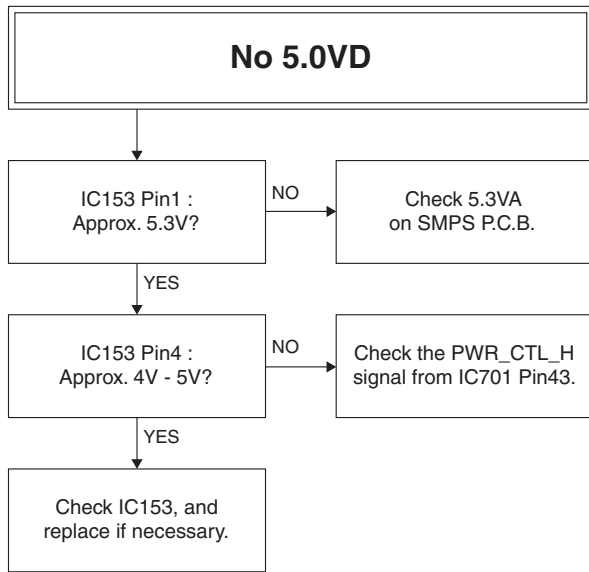 No 5.0VD
IC153 Pin1 :
Approx. 5.3V?
NO
Check 5.3VA
on SMPS P.C.B.
YES
IC153 Pin4 :
Approx. 4V - 5V?
NO
Check the PWR_CTL_H
signal from IC701 Pin43.
YES
Check IC153, and
replace if necessary.